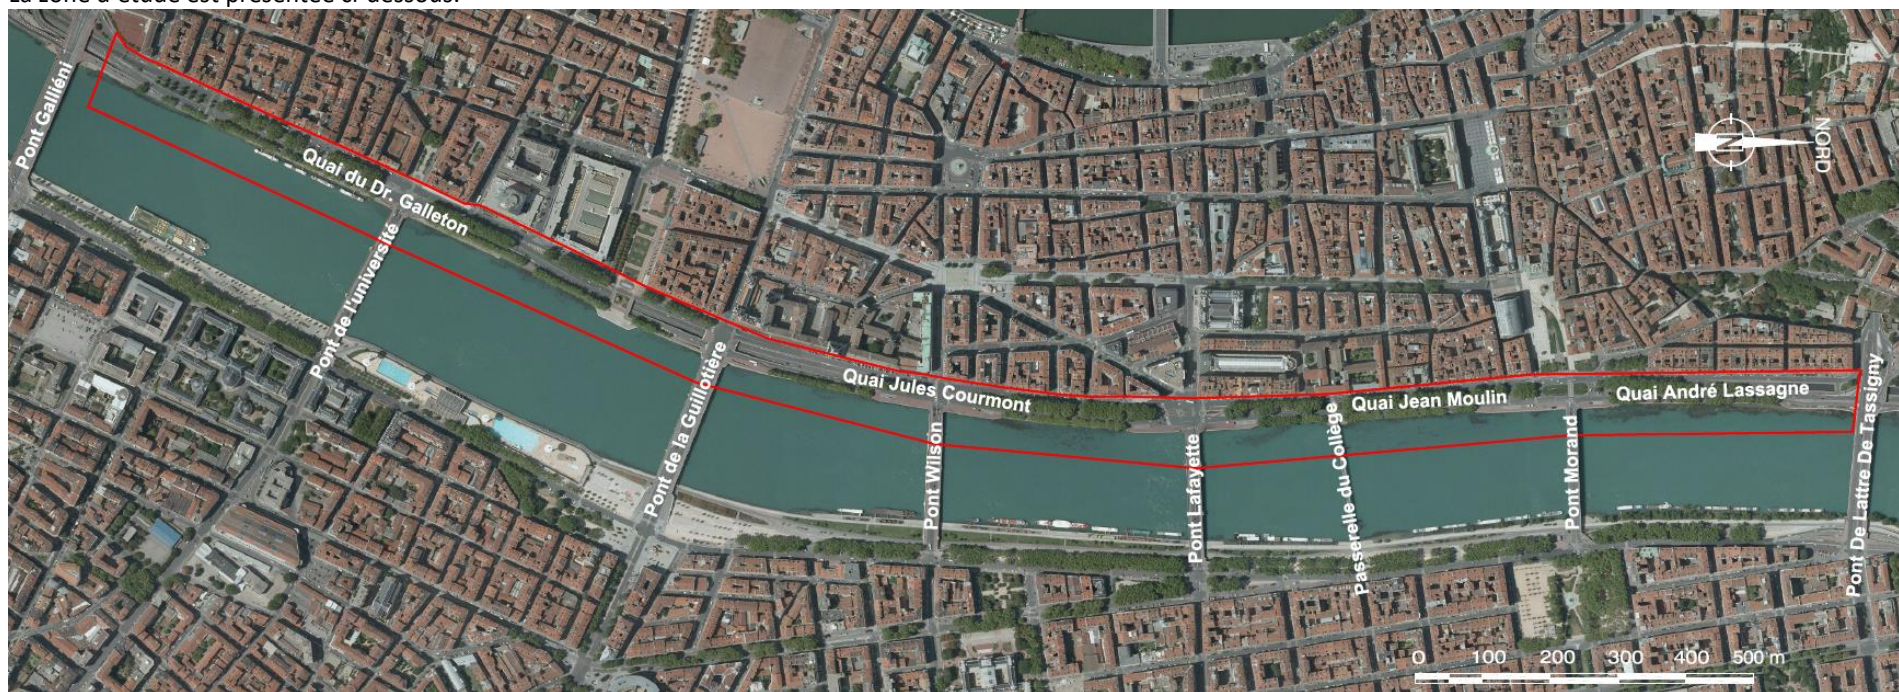 La zone d'étude est présentée ci-dessous.
Pont Galliéni
Quai du Dr. Galleton
Pont de l'université
Pont de la Guillotière
Quai Jules Courmont
Pont Wilson
Pont Lafayette
Passerelle du Collège
Quai Jean Moulin
Pont Morand
Quai André Lassagne
Pont De Lattre De Tassigny
N
NORD
0 100 200 300 400 500 m